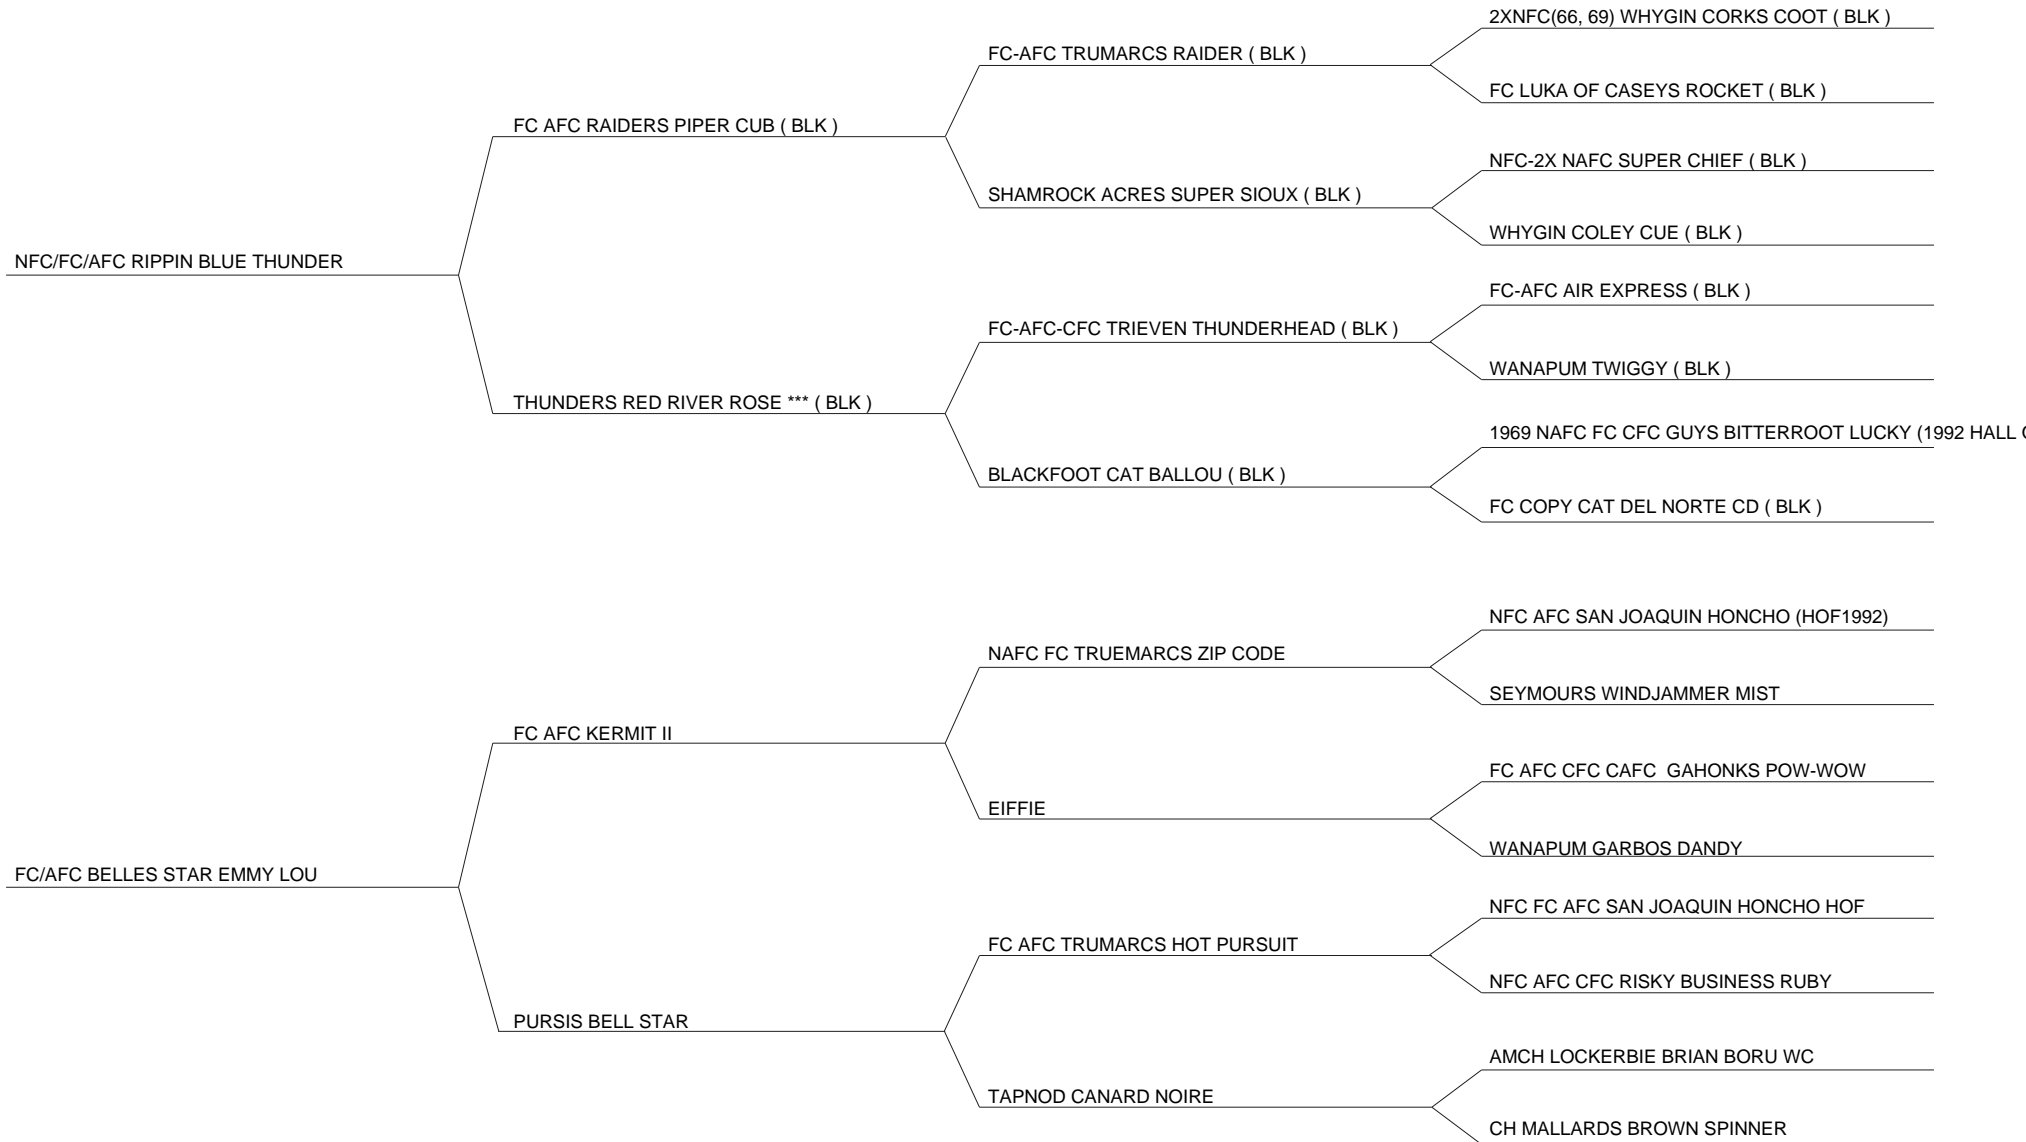 2XNFC(66, 69) WHYGIN CORKS COOT ( BLK )
FC-AFC TRUMARCS RAIDER ( BLK )
FC LUKA OF CASEYS ROCKET ( BLK )
FC AFC RAIDERS PIPER CUB ( BLK )
NFC-2X NAFC SUPER CHIEF ( BLK )
SHAMROCK ACRES SUPER SIOUX ( BLK )
WHYGIN COLEY CUE ( BLK )
NFC/FC/AFC RIPPIN BLUE THUNDER
FC-AFC AIR EXPRESS ( BLK )
FC-AFC-CFC TRIEVEN THUNDERHEAD ( BLK )
WANAPUM TWIGGY ( BLK )
THUNDERS RED RIVER ROSE *** ( BLK )
1969 NAFC FC CFC GUYS BITTERROOT LUCKY (1992 HALL
BLACKFOOT CAT BALLOU ( BLK )
FC COPY CAT DEL NORTE CD ( BLK )
NFC AFC SAN JOAQUIN HONCHO (HOF1992)
NAFC FC TRUEMARCS ZIP CODE
SEYMOURS WINDJAMMER MIST
FC AFC KERMIT II
FC AFC CFC CAFC  GAHONKS POW-WOW
EIFFIE
WANAPUM GARBOS DANDY
FC/AFC BELLES STAR EMMY LOU
NFC FC AFC SAN JOAQUIN HONCHO HOF
FC AFC TRUMARCS HOT PURSUIT
NFC AFC CFC RISKY BUSINESS RUBY
PURSIS BELL STAR
AMCH LOCKERBIE BRIAN BORU WC
TAPNOD CANARD NOIRE
CH MALLARDS BROWN SPINNER